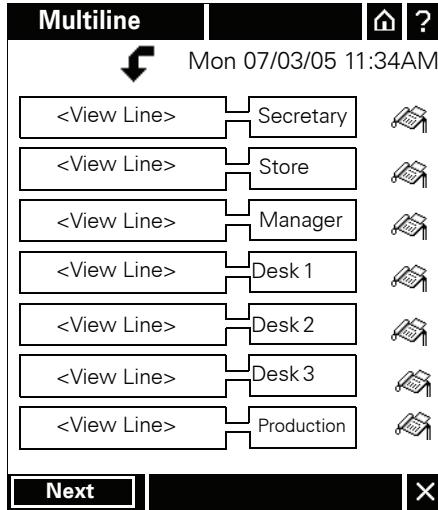 Multiline ?
Mon 07/03/05 11:34AM
<View Line> Secretary
<View Line> Store
<View Line> Manager
<View Line> Desk 1
<View Line> Desk 2
<View Line> Desk 3
<View Line> Production
Next